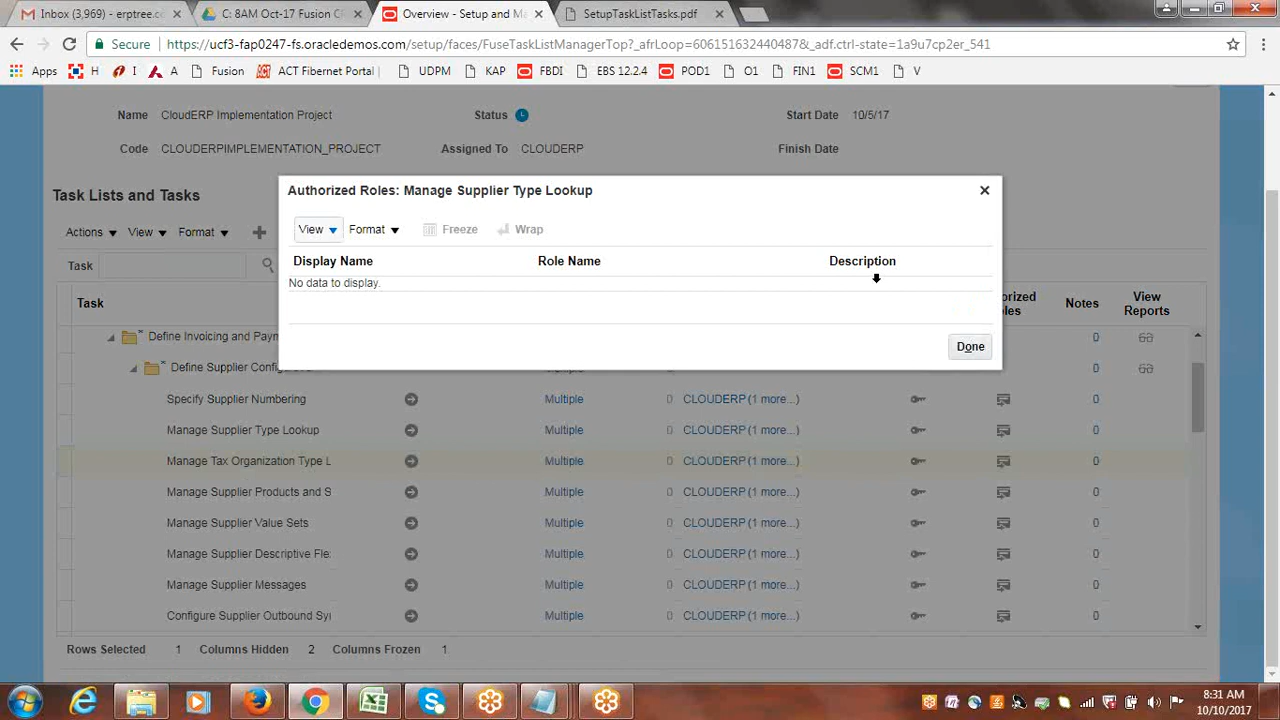 Inbox (3,969) - erptree.c
C: 8AM Oct-17 Fusion C
Overview - Setup and Ma
SetupTaskListTasks.pdf
Secure
https://ucf3-fap0247-fs.oracledemos.com/setup/faces/FuseTaskListManagerTop?_afrLoop=6061516324404­87&_adf.ctrl-state=1a9u7cp2er_541
Apps H I A Fusion ACT Fibernet Portal | UDPM KAP FBDI EBS 12.2.4 POD1 O1 FIN1 SCM1 V
Name CloudERP Implementation Project Status Start Date 10/5/17
Code CLOUDERPIMPLEMENTATION_PROJECT Assigned To CLOUDERP Finish Date
Task Lists and Tasks
Actions View Format
Task
Authorized Roles: Manage Supplier Type Lookup
View Format Freeze Wrap
Display Name Role Name Description
No data to display.
Done
Task Notes View Reports
Define Invoicing and Payn 0
Define Supplier Confi 0
Specify Supplier Numbering Multiple 0 CLOUDERP (1 more...) 0
Manage Supplier Type Lookup Multiple 0 CLOUDERP (1 more...) 0
Manage Tax Organization Type L Multiple 0 CLOUDERP (1 more...) 0
Manage Supplier Products and S Multiple 0 CLOUDERP (1 more...) 0
Manage Supplier Value Sets Multiple 0 CLOUDERP (1 more...) 0
Manage Supplier Descriptive Fle Multiple 0 CLOUDERP (1 more...) 0
Manage Supplier Messages Multiple 0 CLOUDERP (1 more...) 0
Configure Supplier Outbound Sy Multiple 0 CLOUDERP (1 more...) 0
Rows Selected 1 Columns Hidden 2 Columns Frozen 1
8:31 AM
10/10/2017